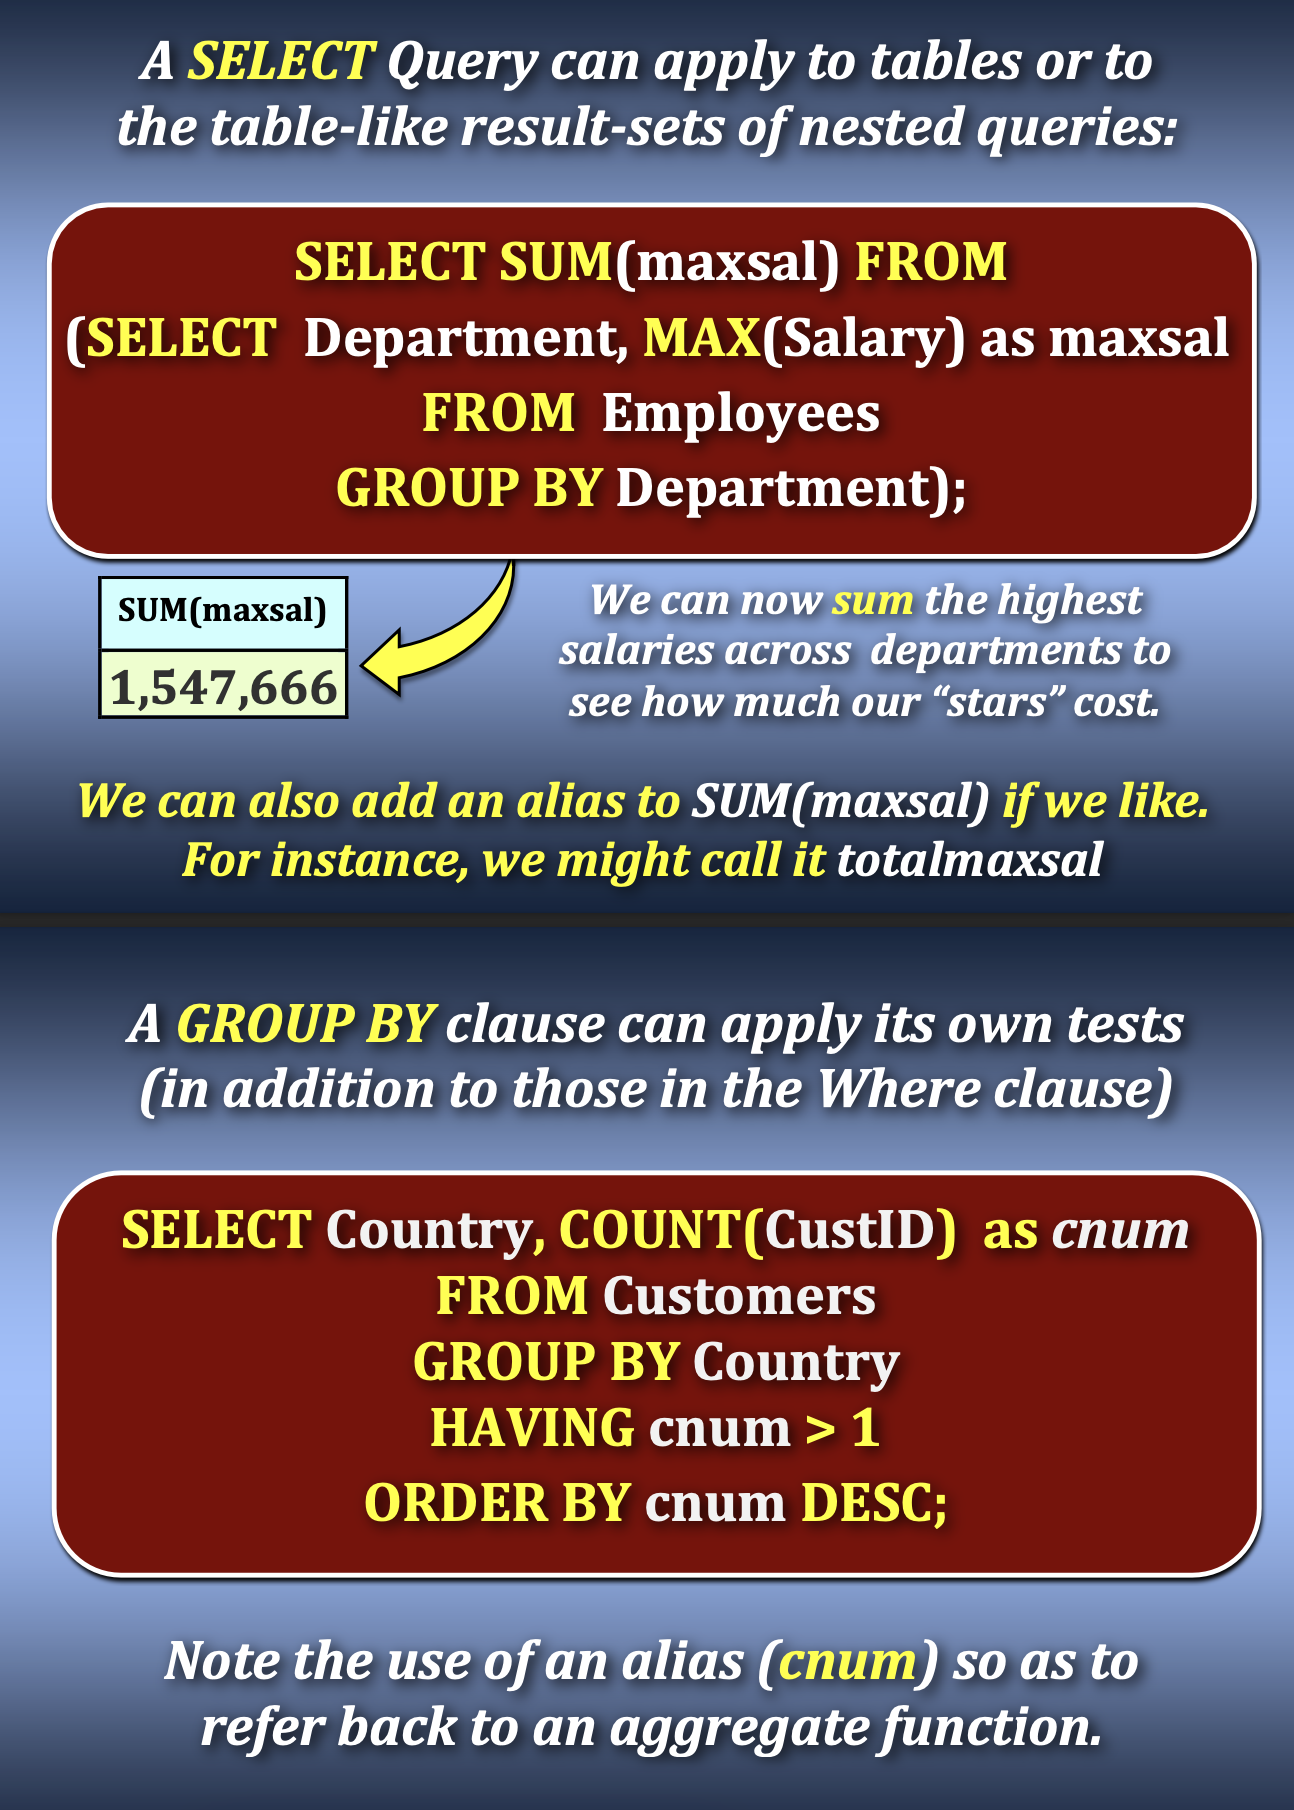 A SELECT Query can apply to tables or to
the table-like result-sets of nested queries:
SELECT SUM(maxsal) FROM
(SELECT Department, MAX(Salary) as maxsal
FROM Employees
GROUP BY Department);
SUM(maxsal)
1,547,666
We can now sum the highest
salaries across departments to
see how much our “stars” cost.
We can also add an alias to SUM(maxsal) if we like.
For instance, we might call it totalmaxsal
A GROUP BY clause can apply its own tests
(in addition to those in the Where clause)
SELECT Country, COUNT(CustID) as cnum
FROM Customers
GROUP BY Country
HAVING cnum > 1
ORDER BY cnum DESC;
Note the use of an alias (cnum) so as to
refer back to an aggregate function.